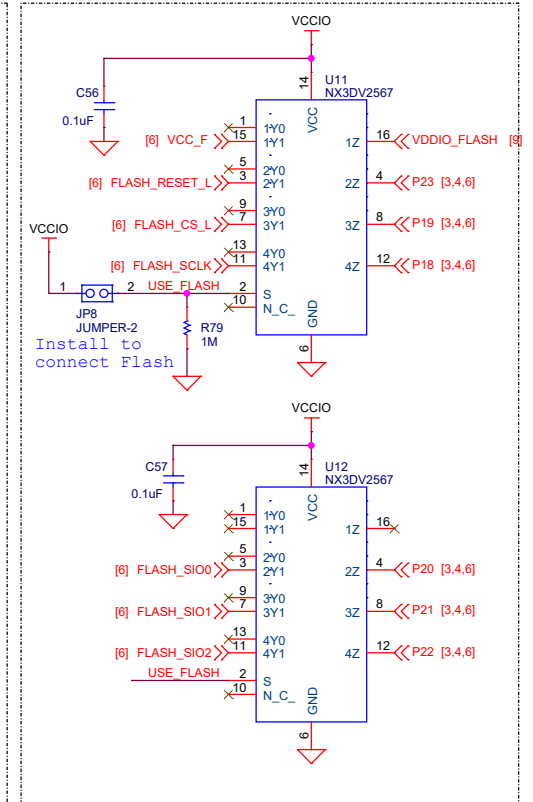 VCCIO
C56
0.1uF
14
U11
NX3DV2567
VCC
1 1Y0
[6] VCC_F 15 1Y1
1Z 16 VDDIO_FLASH [9]
5 2Y0
[6] FLASH_RESET_L 3 2Y1
2Z 4 P23 [3,4,6]
9 3Y0
[6] FLASH_CS_L 7 3Y1
3Z 8 P19 [3,4,6]
13 4Y0
[6] FLASH_SCLK 11 4Y1
4Z 12 P18 [3,4,6]
VCCIO
1 2 USE_FLASH 2 S
10 N_C_
GND
6
JP8
JUMPER-2
R79
1M
Install to
connect Flash
VCCIO
C57
0.1uF
14
U12
NX3DV2567
VCC
1 1Y0
15 1Y1
1Z 16
5 2Y0
[6] FLASH_SIO0 3 2Y1
2Z 4 P20 [3,4,6]
9 3Y0
[6] FLASH_SIO1 7 3Y1
3Z 8 P21 [3,4,6]
13 4Y0
[6] FLASH_SIO2 11 4Y1
4Z 12 P22 [3,4,6]
USE_FLASH 2 S
10 N_C_
GND
6